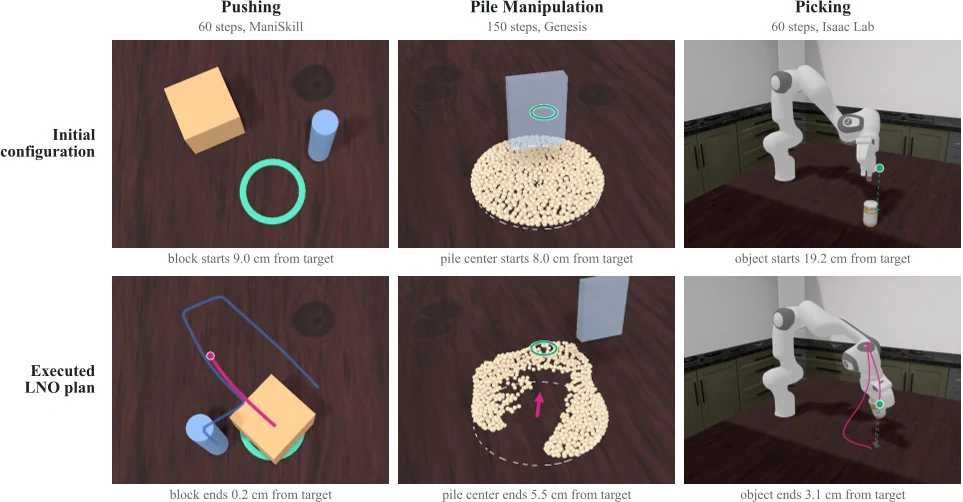 Pushing
60 steps, ManiSkill
Pile Manipulation
150 steps, Genesis
Picking
60 steps, Isaac Lab
Initial
configuration
block starts 9.0 cm from target
pile center starts 8.0 cm from target
object starts 19.2 cm from target
Executed
LNO plan
block ends 0.2 cm from target
pile center ends 5.5 cm from target
object ends 3.1 cm from target